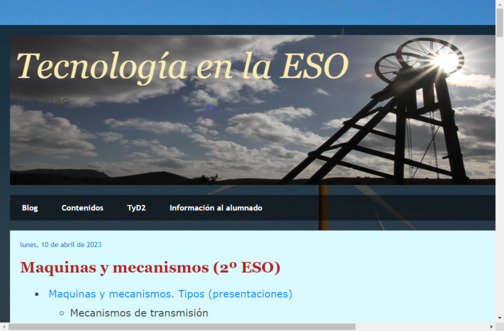 Tecnología en la ESO
Blog
Contenidos
TyD2
Información al alumnado
lunes, 10 de abril de 2023
Maquinas y mecanismos (2º ESO)
Maquinas y mecanismos. Tipos (presentaciones)
Mecanismos de transmisión